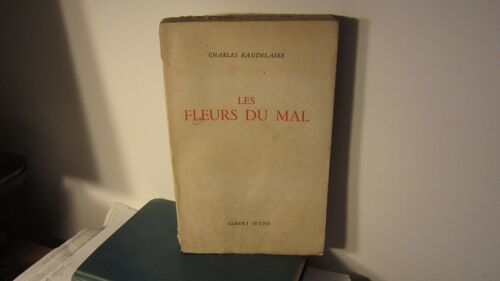 CHARLES BAUDELAIRE
LES
FLEURS DU MAL
GIBERT JEUNE